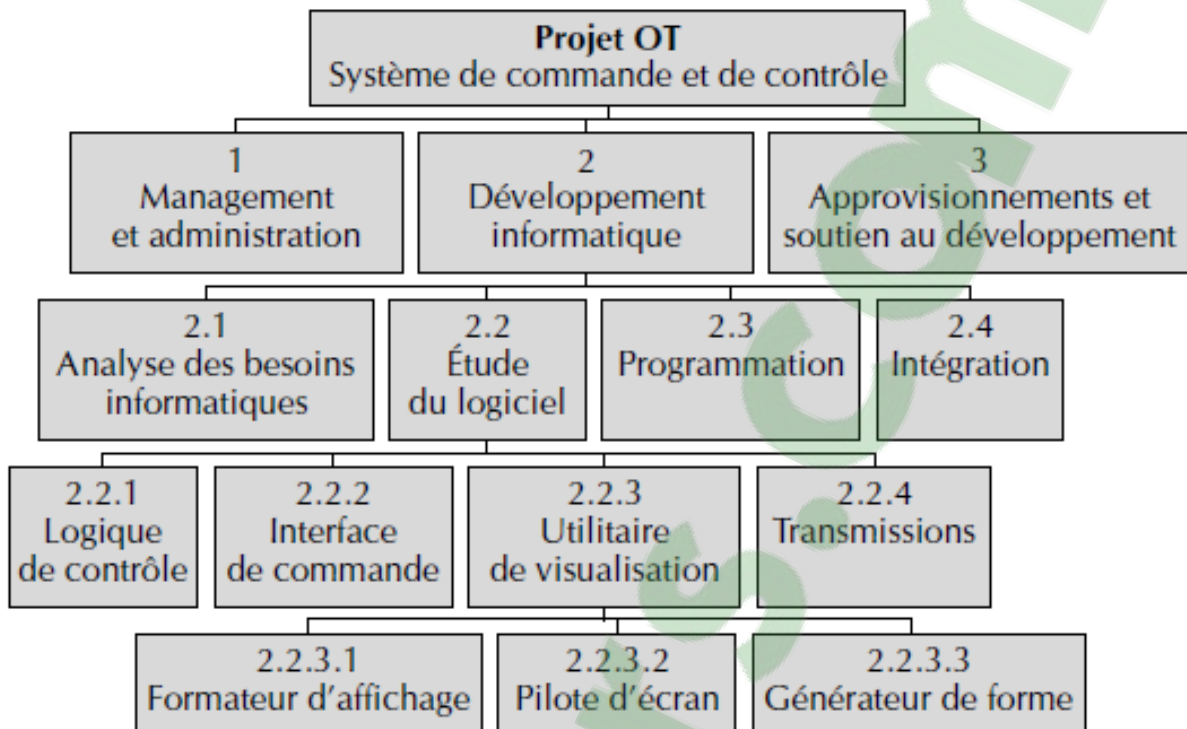 Projet OT
Système de commande et de contrôle
1
Management
et administration
2
Développement
informatique
3
Approvisionnements et
soutien au développement
2.1
Analyse des besoins
informatiques
2.2
Étude
du logiciel
2.3
Programmation
2.4
Intégration
2.2.1
Logique
de contrôle
2.2.2
Interface
de commande
2.2.3
Utilitaire
de visualisation
2.2.4
Transmissions
2.2.3.1
Formateur d'affichage
2.2.3.2
Pilote d'écran
2.2.3.3
Générateur de forme
rs.com